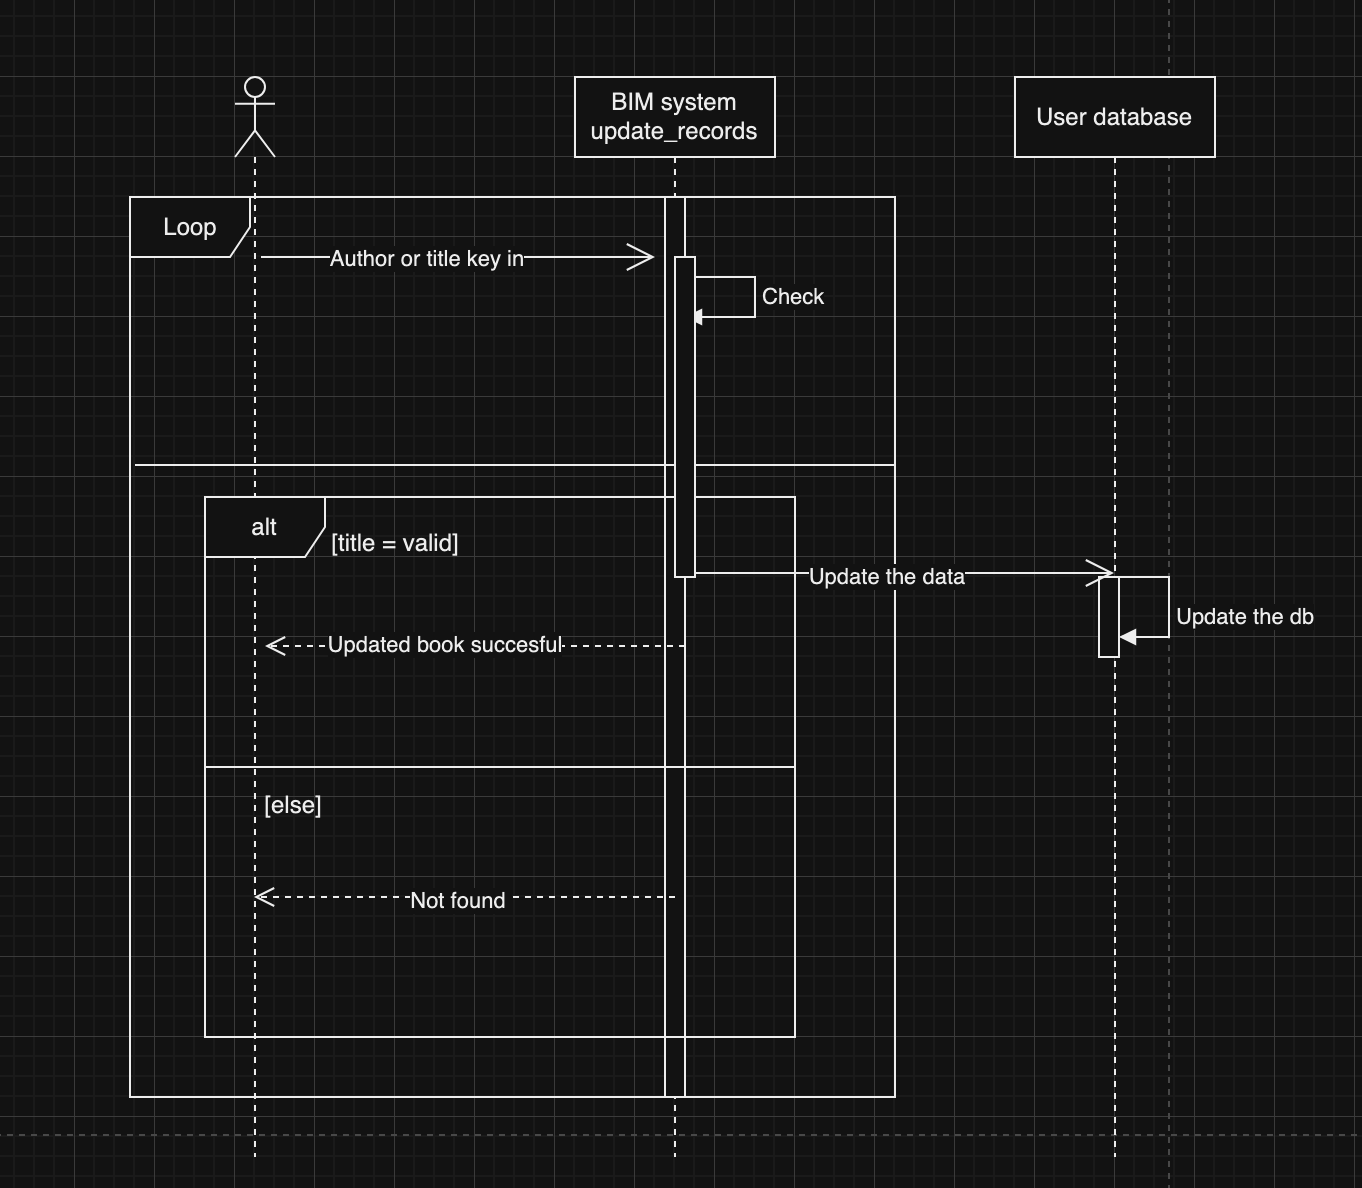 BIM system
update_records
User database
Loop
Author or title key in
Check
alt
[title = valid]
Update the data
Update the db
Updated book succesful
[else]
Not found